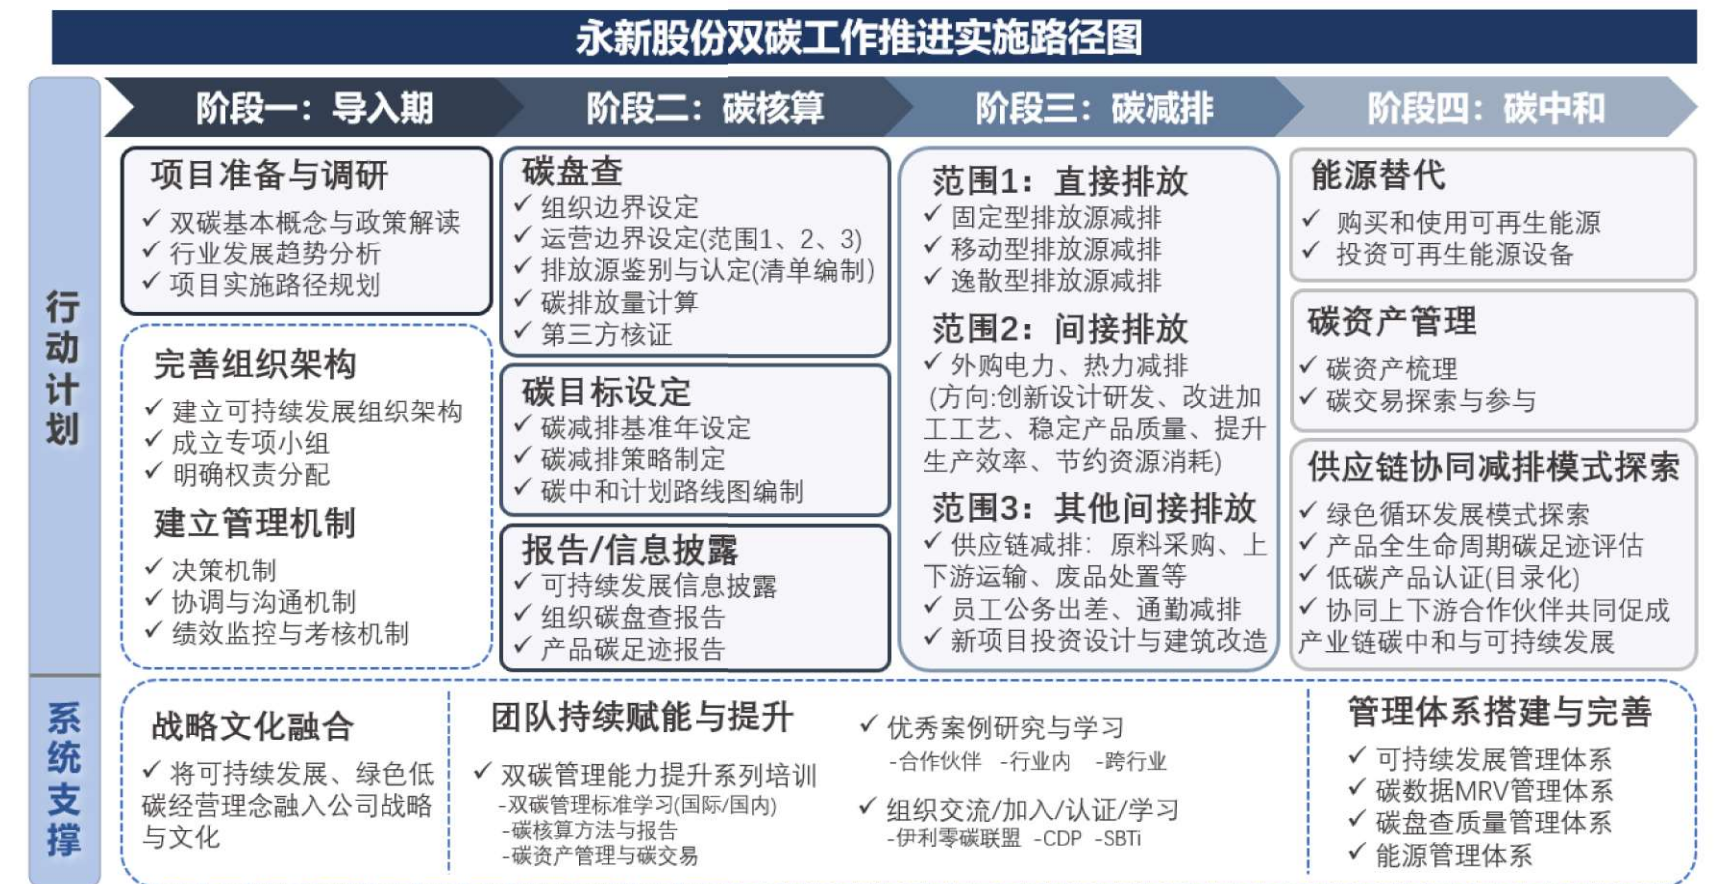 永新股份双碳工作推进实施路径图
行动计划
阶段一：导入期
阶段二：碳核算
阶段三：碳减排
阶段四：碳中和
项目准备与调研
✓ 双碳基本概念与政策解读
✓ 行业发展趋势分析
✓ 项目实施路径规划
完善组织架构
✓ 建立可持续发展组织架构
✓ 成立专项小组
✓ 明确权责分配
建立管理机制
✓ 决策机制
✓ 协调与沟通机制
✓ 绩效监控与考核机制
碳盘查
✓ 组织边界设定
✓ 运营边界设定(范围1、2、3)
✓ 排放源鉴别与认定(清单编制)
✓ 碳排放量计算
✓ 第三方核证
碳目标设定
✓ 碳减排基准年设定
✓ 碳减排策略制定
✓ 碳中和计划路线图编制
报告/信息披露
✓ 可持续发展信息披露
✓ 组织碳盘查报告
✓ 产品碳足迹报告
范围1：直接排放
✓ 固定型排放源减排
✓ 移动型排放源减排
✓ 逸散型排放源减排
范围2：间接排放
✓ 外购电力、热力减排
(方向:创新设计研发、改进加
工工艺、稳定产品质量、提升
生产效率、节约资源消耗)
范围3：其他间接排放
✓ 供应链减排：原料采购、上
下游运输、废品处置等
✓ 员工公务出差、通勤减排
✓ 新项目投资设计与建筑改造
能源替代
✓ 购买和使用可再生能源
✓ 投资可再生能源设备
碳资产管理
✓ 碳资产梳理
✓ 碳交易探索与参与
供应链协同减排模式探索
✓ 绿色循环发展模式探索
✓ 产品全生命周期碳足迹评估
✓ 低碳产品认证(目录化)
✓ 协同上下游合作伙伴共同促成
产业链碳中和与可持续发展
系统支撑
战略文化融合
✓ 将可持续发展、绿色低
碳经营理念融入公司战略
与文化
团队持续赋能与提升
✓ 双碳管理能力提升系列培训
-双碳管理标准学习(国际/国内)
-碳核算方法与报告
-碳资产管理与碳交易
✓ 优秀案例研究与学习
-合作伙伴 -行业内 -跨行业
✓ 组织交流/加入/认证/学习
-伊利零碳联盟 -CDP -SBTi
管理体系搭建与完善
✓ 可持续发展管理体系
✓ 碳数据MRV管理体系
✓ 碳盘查质量管理体系
✓ 能源管理体系